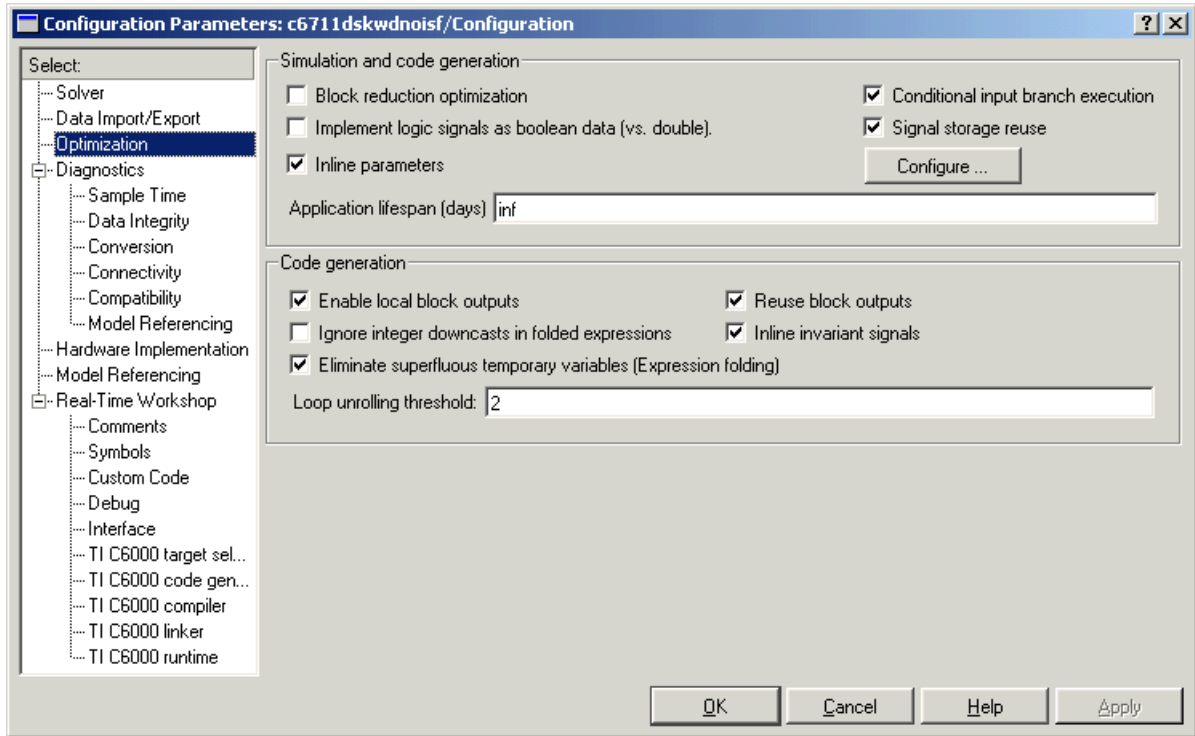 Configuration Parameters: c6711dskwdnoisf/Configuration
Select:
Solver
Data Import/Export
Optimization
Diagnostics
Sample Time
Data Integrity
Conversion
Connectivity
Compatibility
Model Referencing
Hardware Implementation
Model Referencing
Real-Time Workshop
Comments
Symbols
Custom Code
Debug
Interface
TI C6000 target sel...
TI C6000 code gen...
TI C6000 compiler
TI C6000 linker
TI C6000 runtime
Simulation and code generation
Block reduction optimization
Conditional input branch execution
Implement logic signals as boolean data (vs. double).
Signal storage reuse
Inline parameters
Configure ...
Application lifespan (days) inf
Code generation
Enable local block outputs
Reuse block outputs
Ignore integer downcasts in folded expressions
Inline invariant signals
Eliminate superfluous temporary variables (Expression folding)
Loop unrolling threshold: 2
OK Cancel Help Apply